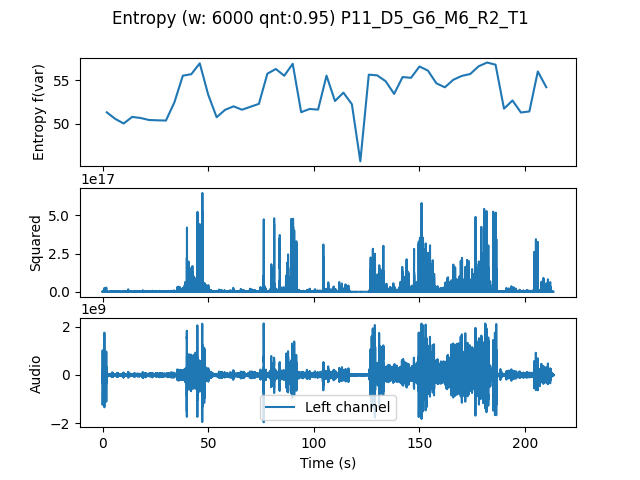 Entropy (w: 6000 qnt:0.95) P11_D5_G6_M6_R2_T1
Entropy f(var)
55
50
1e17
Squared
5.0
2.5
0.0
1e9
Audio
2
0
−2
Left channel
0 50 100 150 200
Time (s)